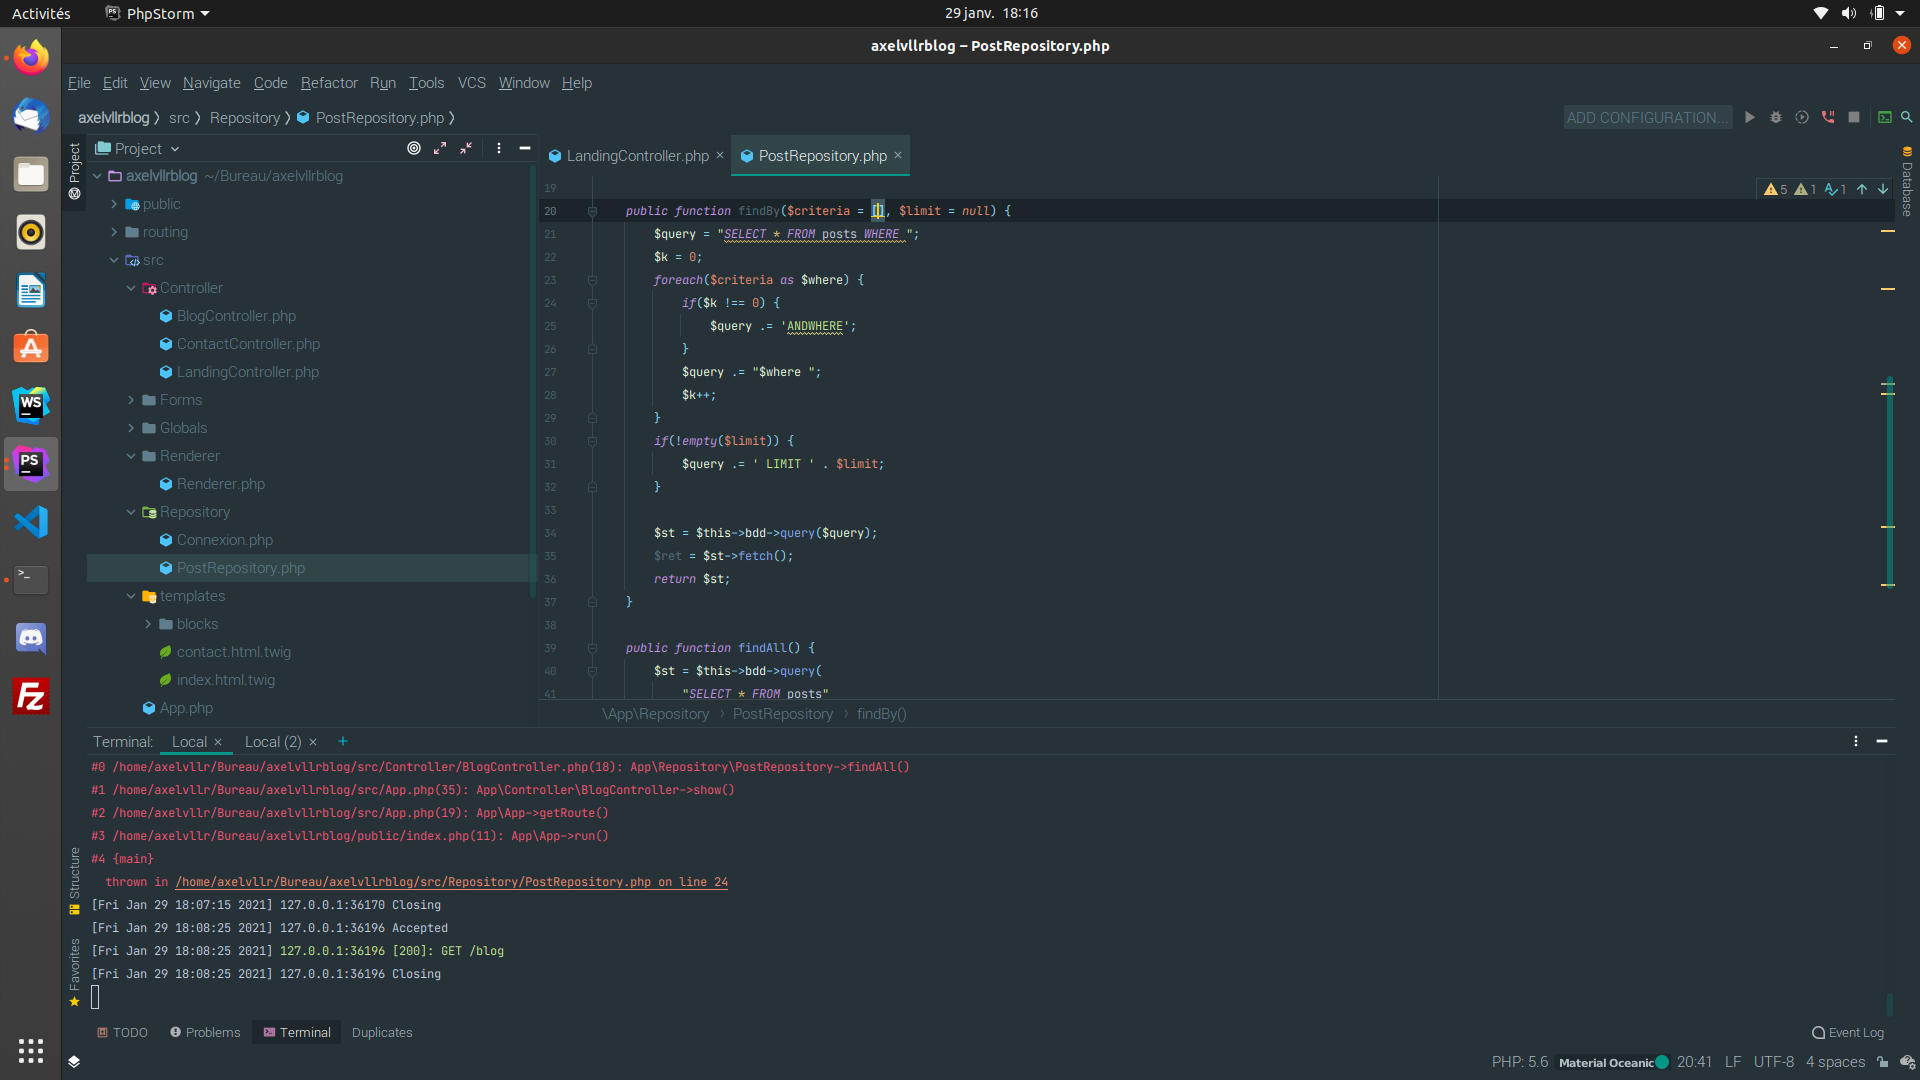 Activités
PhpStorm
29 janv. 18:16
axelvllrblog – PostRepository.php
File Edit View Navigate Code Refactor Run Tools VCS Window Help
axelvllrblog src Repository PostRepository.php
ADD CONFIGURATION...
Project
Project
LandingController.php
PostRepository.php
Database
axelvllrblog ~/Bureau/axelvllrblog
public
routing
src
Controller
BlogController.php
ContactController.php
LandingController.php
Forms
Globals
Renderer
Renderer.php
Repository
Connexion.php
PostRepository.php
templates
blocks
contact.html.twig
index.html.twig
App.php
5 1 1
19
20 public function findBy($criteria = [], $limit = null) {
21 $query = "SELECT * FROM posts WHERE ";
22 $k = 0;
23 foreach($criteria as $where) {
24 if($k !== 0) {
25 $query .= 'ANDWHERE';
26 }
27 $query .= "$where ";
28 $k++;
29 }
30 if(!empty($limit)) {
31 $query .= ' LIMIT ' . $limit;
32 }
33
34 $st = $this->bdd->query($query);
35 $ret = $st->fetch();
36 return $st;
37 }
38
39 public function findAll() {
40 $st = $this->bdd->query(
41 "SELECT * FROM posts"
\App\Repository PostRepository findBy()
Terminal: Local Local (2) +
#0 /home/axelvllr/Bureau/axelvllrblog/src/Controller/BlogController.php(18): App\Repository\PostRepository->findAll()
#1 /home/axelvllr/Bureau/axelvllrblog/src/App.php(35): App\Controller\BlogController->show()
#2 /home/axelvllr/Bureau/axelvllrblog/src/App.php(19): App\App->getRoute()
#3 /home/axelvllr/Bureau/axelvllrblog/public/index.php(11): App\App->run()
#4 {main}
thrown in /home/axelvllr/Bureau/axelvllrblog/src/Repository/PostRepository.php on line 24
[Fri Jan 29 18:07:15 2021] 127.0.0.1:36170 Closing
[Fri Jan 29 18:08:25 2021] 127.0.0.1:36196 Accepted
[Fri Jan 29 18:08:25 2021] 127.0.0.1:36196 [200]: GET /blog
[Fri Jan 29 18:08:25 2021] 127.0.0.1:36196 Closing
Structure
Favorites
TODO Problems Terminal Duplicates
Event Log
PHP: 5.6 Material Oceanic 20:41 LF UTF-8 4 spaces
WS
PS
FZ